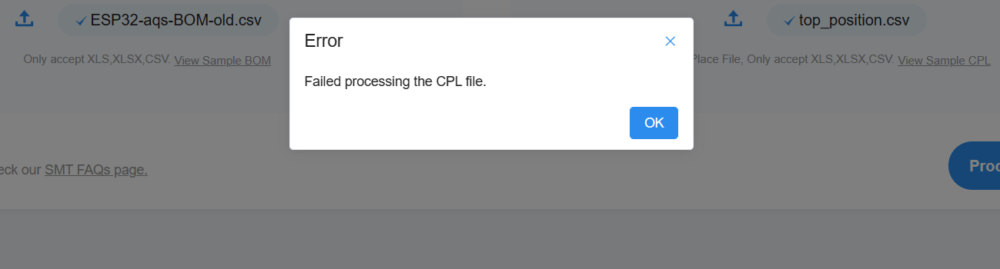 ESP32-aqs-BOM-old.csv
top_position.csv
Error
Only accept XLS,XLSX,CSV. View Sample BOM
Place File, Only accept XLS,XLSX,CSV. View Sample CPL
Failed processing the CPL file.
OK
eck our SMT FAQs page.
Proc